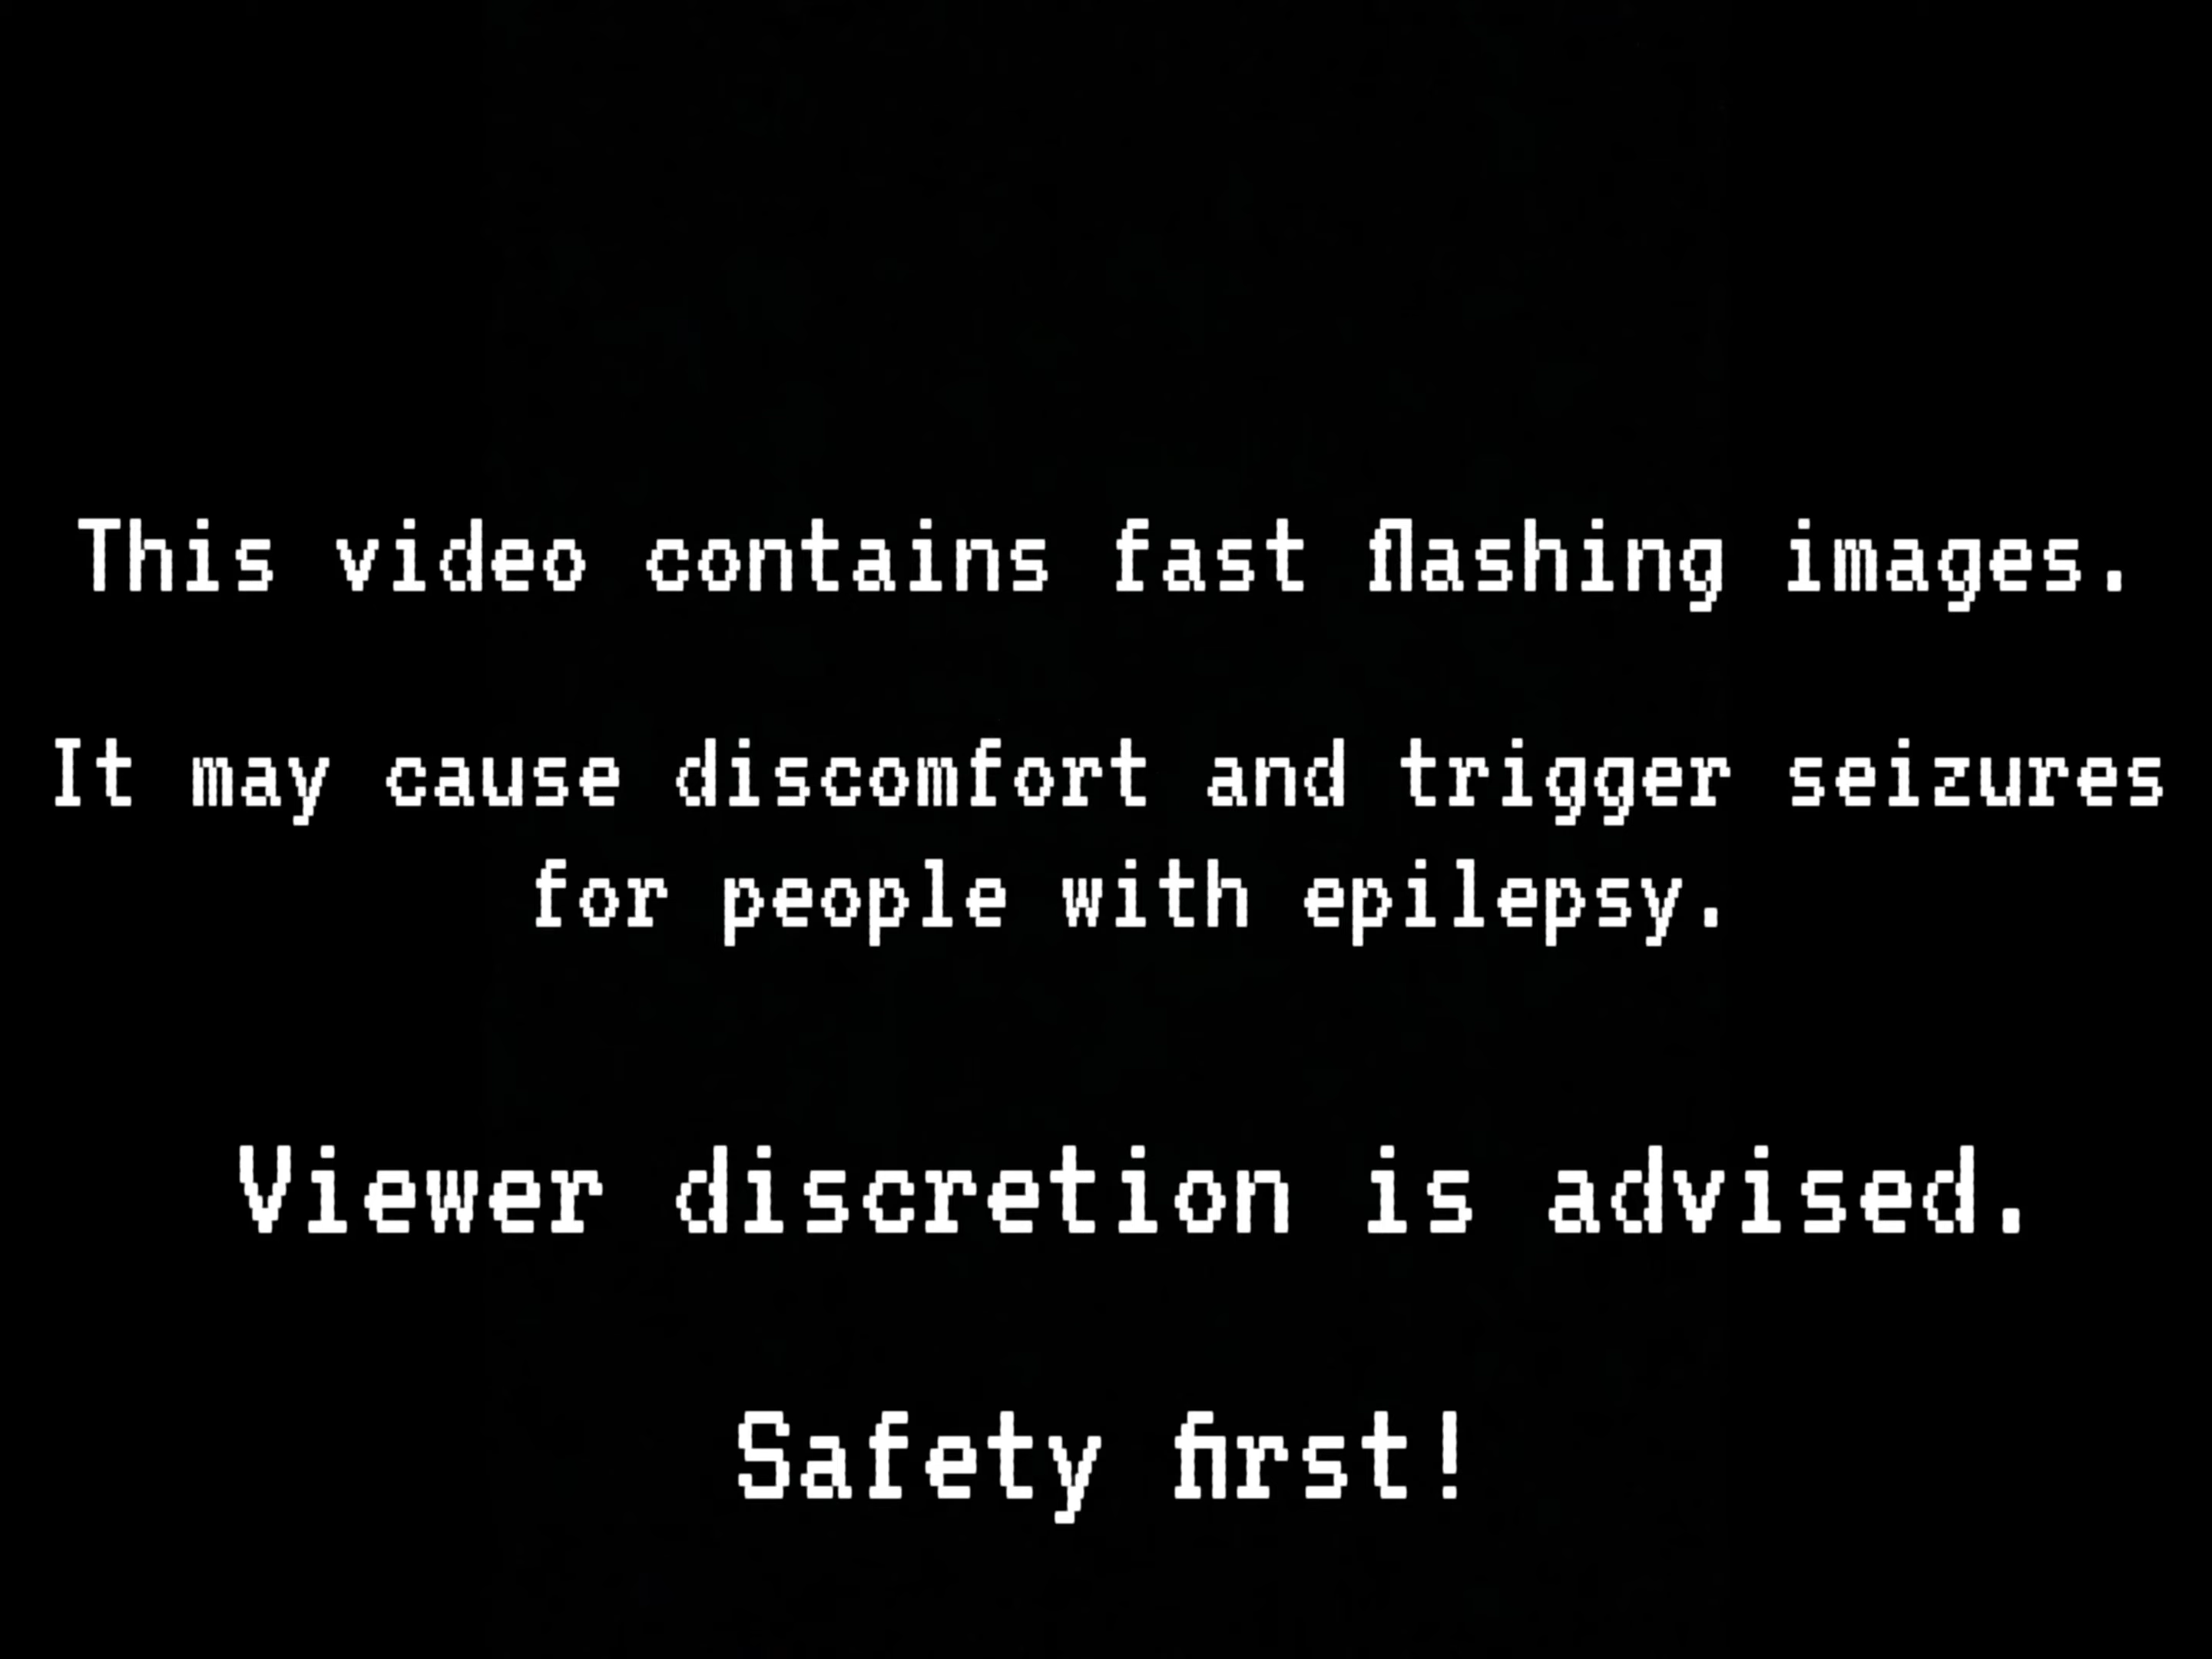 This video contains fast flashing images.
It may cause discomfort and trigger seizures
for people with epilepsy.
Viewer discretion is advised.
Safety first!